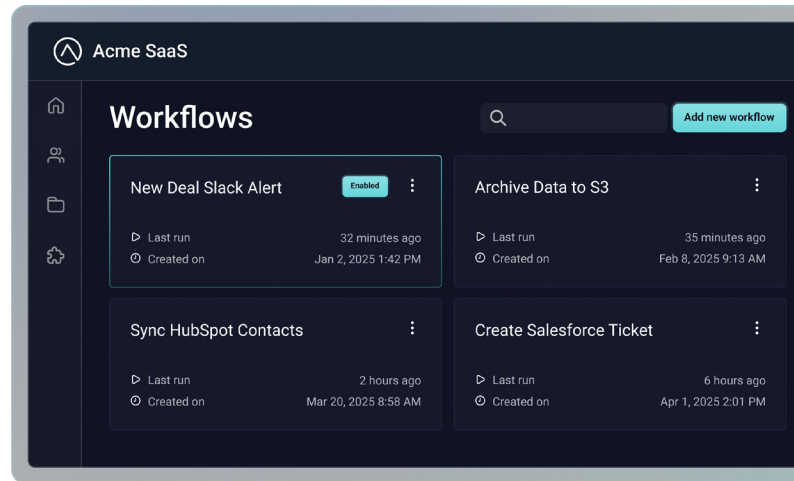 Acme SaaS
Workflows
Add new workflow
New Deal Slack Alert
Enabled
Last run
32 minutes ago
Created on
Jan 2, 2025 1:42 PM
Archive Data to S3
Last run
35 minutes ago
Created on
Feb 8, 2025 9:13 AM
Sync HubSpot Contacts
Last run
2 hours ago
Created on
Mar 20, 2025 8:58 AM
Create Salesforce Ticket
Last run
6 hours ago
Created on
Apr 1, 2025 2:01 PM